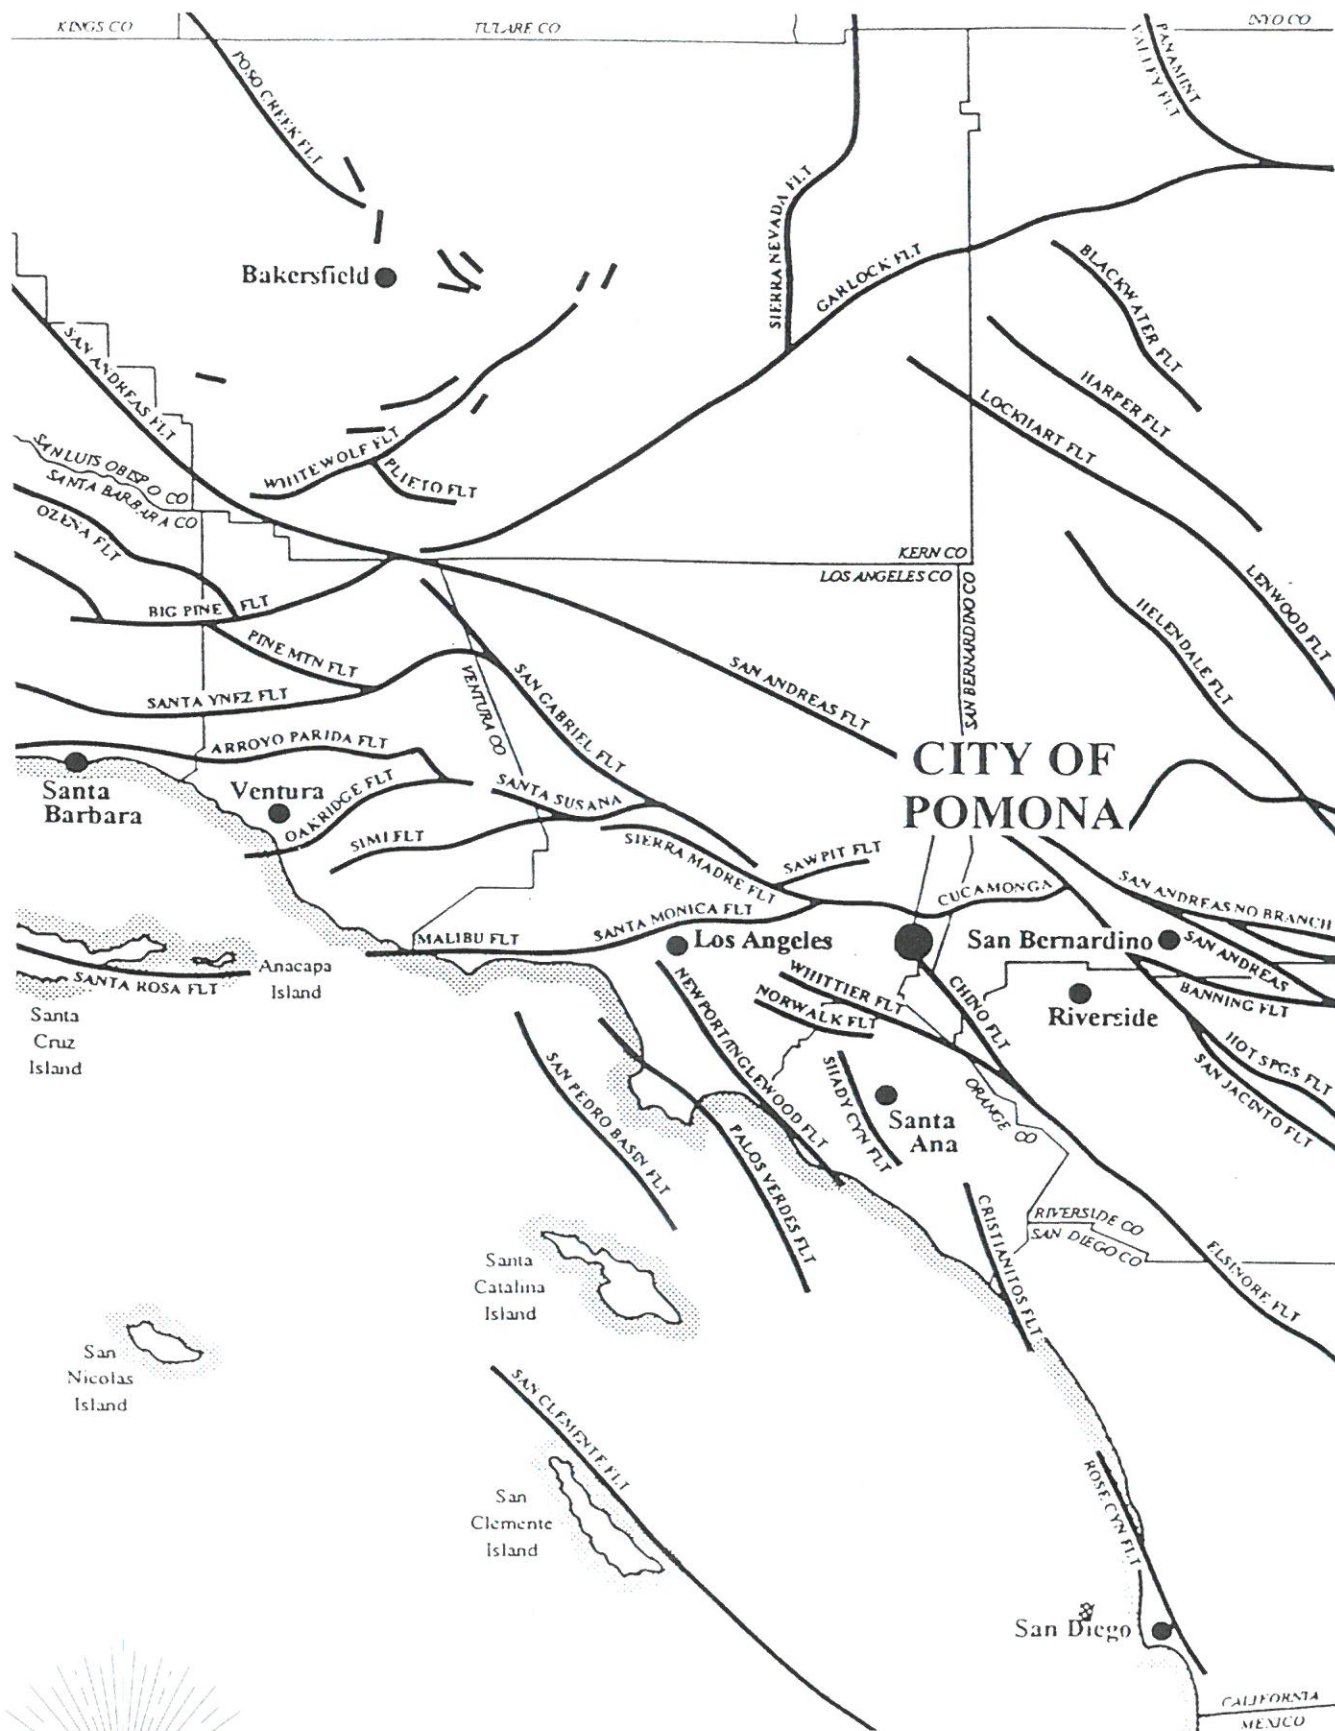 KINGS CO
TULARE CO
INYO CO
POSO CREEK FLT
PANAMINT
VALLEY FLT
SIERRA NEVADA FLT
Bakersfield
GARLOCK FLT
BLACKWATER FLT
SAN ANDREAS FLT
HARPER FLT
LOCKHART FLT
WHITEWOLF FLT
PLIETO FLT
SAN LUIS OBISPO CO
SANTA BARBARA CO
OZENA FLT
KERN CO
LOS ANGELES CO
SAN BERNARDINO CO
LENWOOD FLT
HELENDALE FLT
BIG PINE FLT
PINE MTN FLT
SANTA YNEZ FLT
VENTURA CO
SAN GABRIEL FLT
SAN ANDREAS FLT
ARROYO PARIDA FLT
CITY OF
POMONA
Santa
Barbara
Ventura
OAKRIDGE FLT
SANTA SUSANA
SIMI FLT
SIERRA MADRE FLT
SAWPIT FLT
CUCAMONGA
SAN ANDREAS NO BRANCH
SANTA MONICA FLT
MALIBU FLT
Los Angeles
San Bernardino
SAN ANDREAS
SANTA ROSA FLT
Anacapa
Island
WHITTIER FLT
NORWALK FLT
CHINO FLT
BANNING FLT
Riverside
Santa
Cruz
Island
NEWPORT/INGLEWOOD FLT
HOT SPGS FLT
SAN JACINTO FLT
SAN PEDRO BASIN FLT
SHADY CYN FLT
Santa
Ana
ORANGE CO
PALOS VERDES FLT
CRISTIANITOS FLT
RIVERSIDE CO
SAN DIEGO CO
ELSINORE FLT
Santa
Catalina
Island
San
Nicolas
Island
SAN CLEMENTE FLT
San
Clemente
Island
ROSE CYN FLT
San Diego
CALIFORNIA
MEXICO